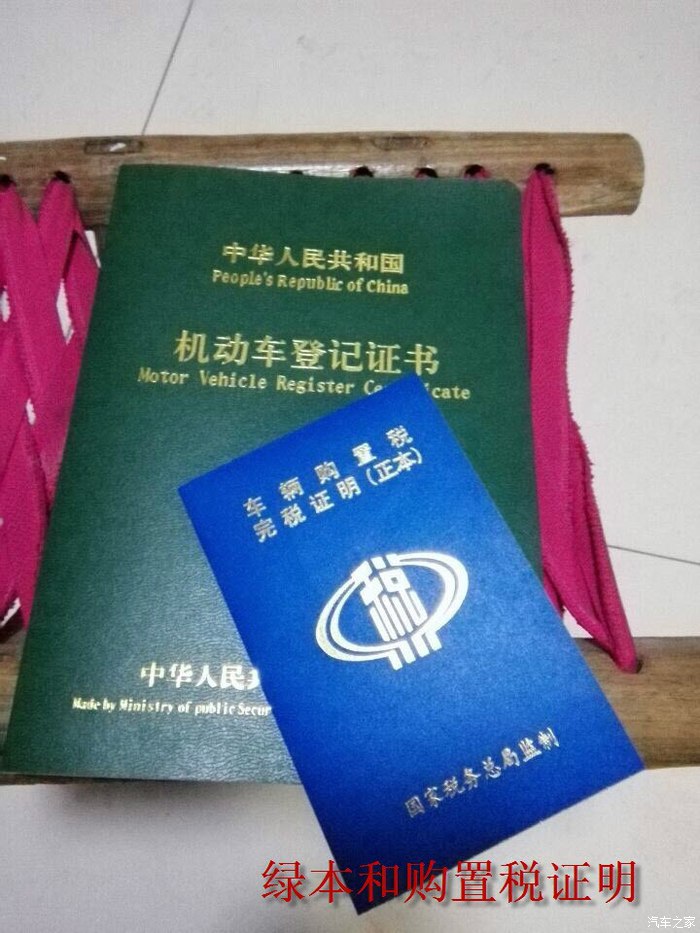 中华人民共和国
People's Republic of China
机动车登记证书
Motor Vehicle Register Ce icate
车辆购置税
完税证明(正本)
税
中华人民共
Made by Ministry of public Secur
国家税务总局监制
绿本和购置税证明
汽车之家